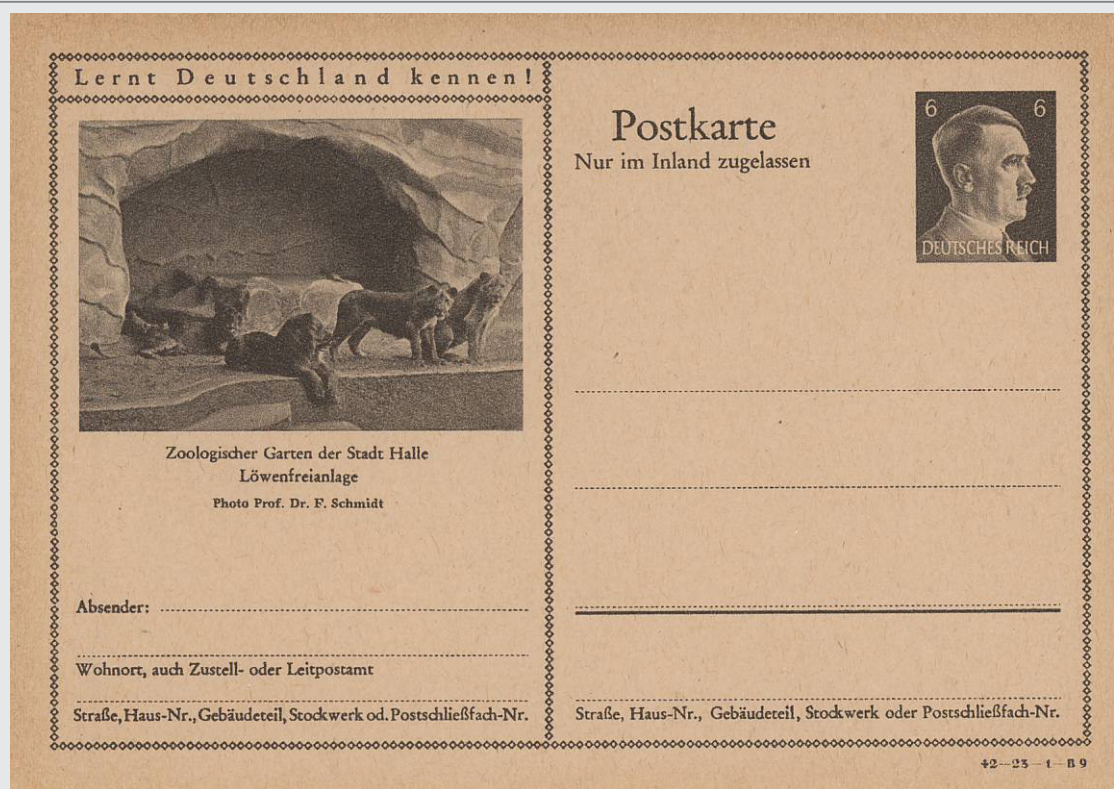 Lernt Deutschland kennen!
Zoologischer Garten der Stadt Halle
Löwenfreianlage
Photo Prof. Dr. F. Schmidt
Absender:
Wohnort, auch Zustell- oder Leitpostamt
Straße, Haus-Nr., Gebäudeteil, Stockwerk od. Postschließfach-Nr.
Postkarte
Nur im Inland zugelassen
6 6
DEUTSCHES REICH
Straße, Haus-Nr., Gebäudeteil, Stockwerk oder Postschließfach-Nr.
42—23—1—B 9